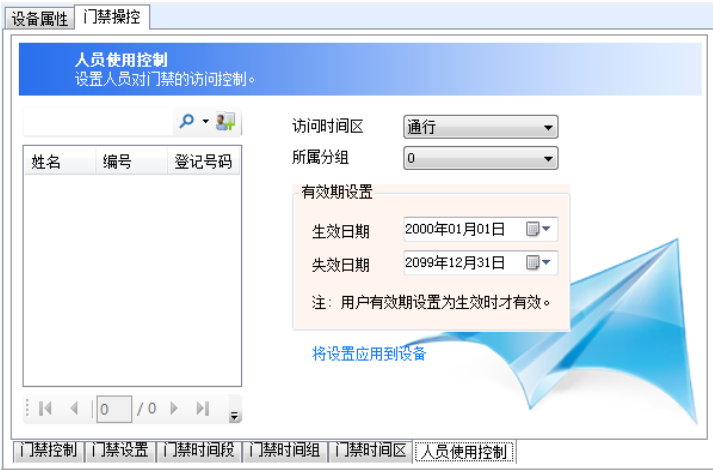 设备属性 门禁操控
人员使用控制
设置人员对门禁的访问控制。
访问时间区 通行
所属分组 0
姓名 编号 登记号码
有效期设置
生效日期 2000年01月01日
失效日期 2099年12月31日
注：用户有效期设置为生效时才有效。
将设置应用到设备
0 / 0
门禁控制 门禁设置 门禁时间段 门禁时间组 门禁时间区 人员使用控制